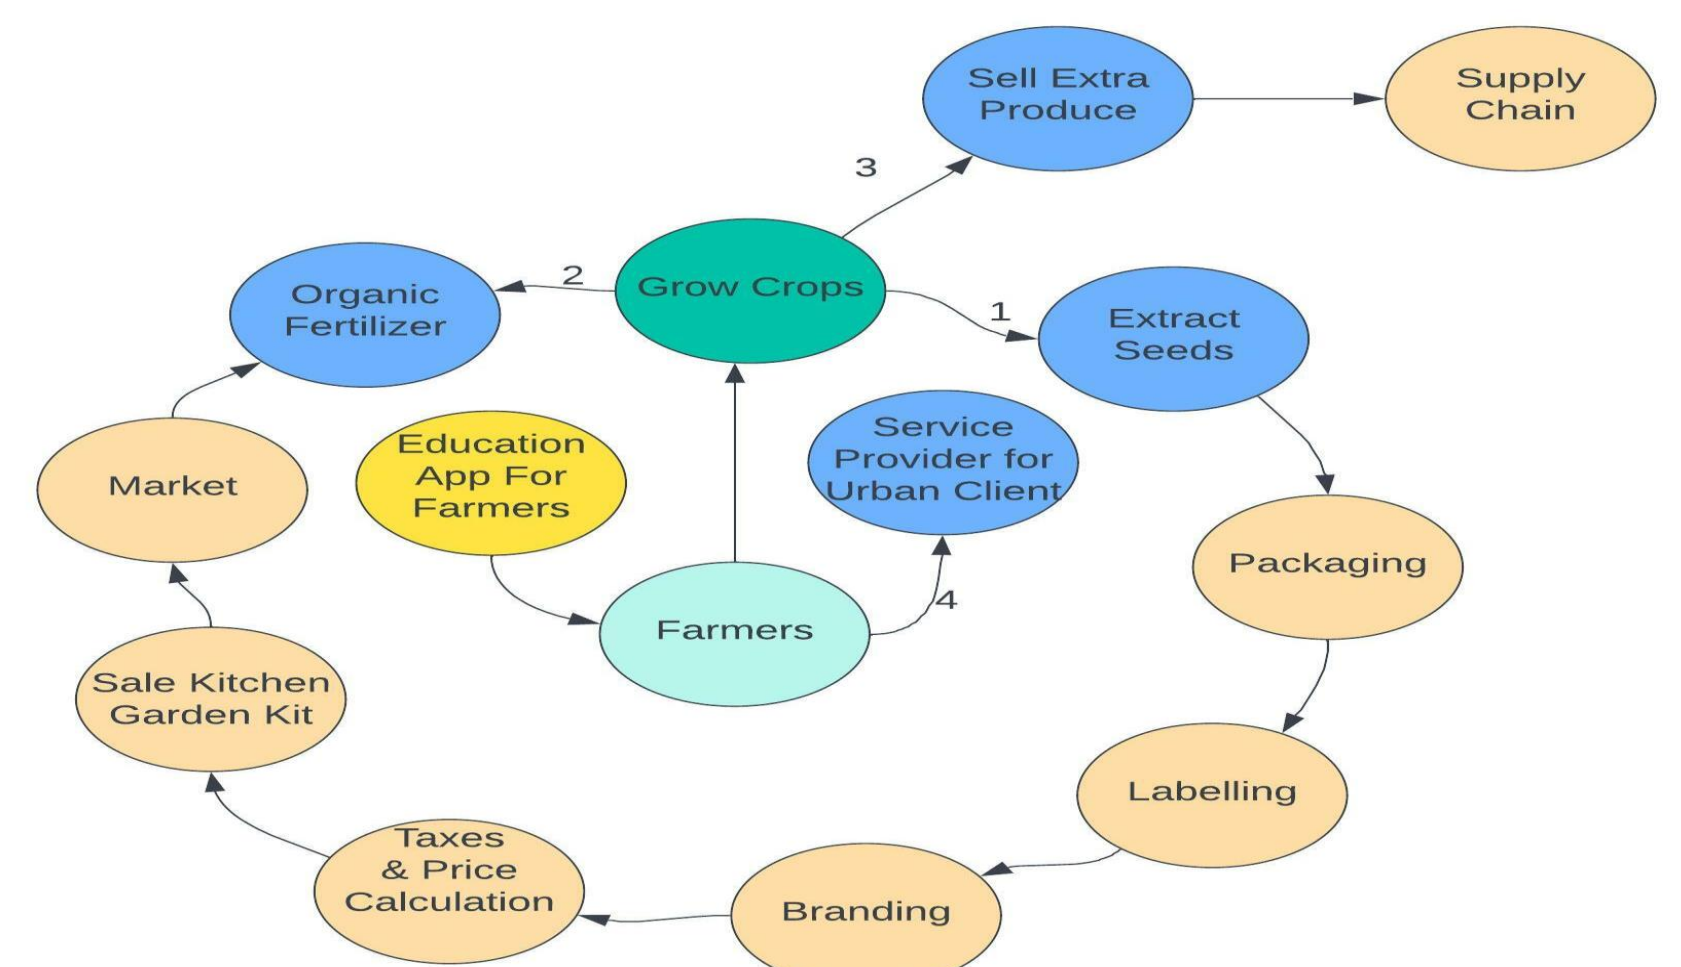 Sell Extra
Produce
Supply
Chain
3
Grow Crops
2
Organic
Fertilizer
1
Extract
Seeds
Service
Provider for
Urban Client
Education
App For
Farmers
Market
Packaging
4
Farmers
Sale Kitchen
Garden Kit
Labelling
Taxes
& Price
Calculation
Branding